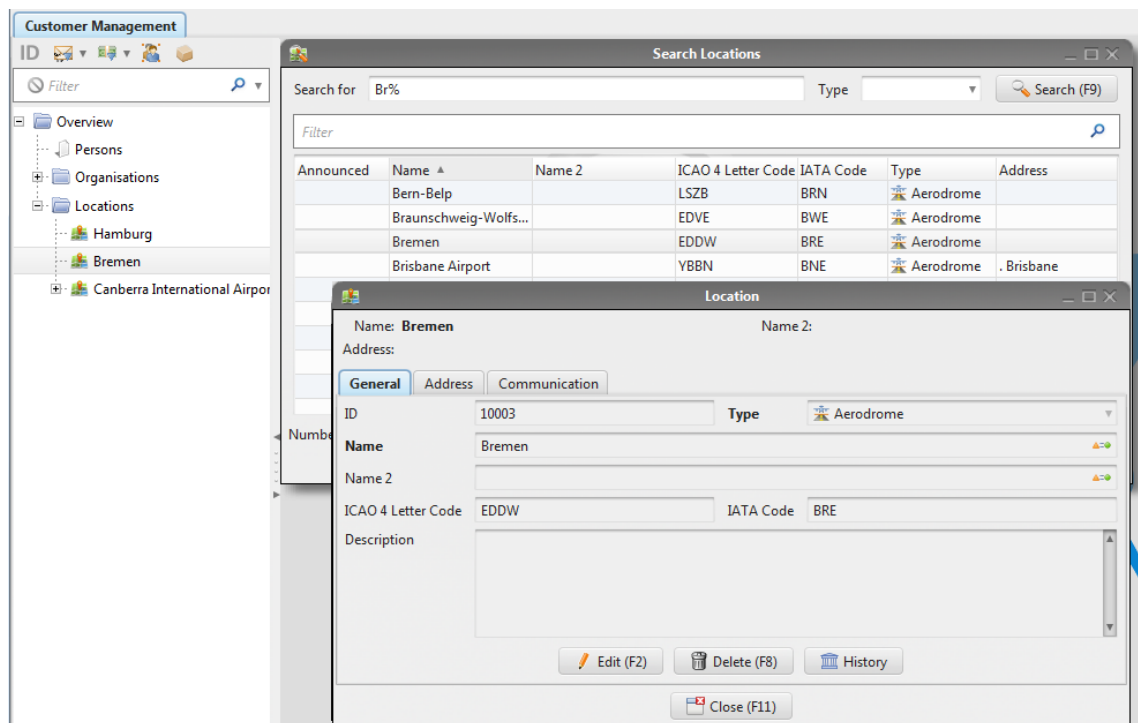 Customer Management
ID
Filter
Overview
Persons
Organisations
Locations
Hamburg
Bremen
Canberra International Airpor
Search Locations
Search for Br% Type Search (F9)
Filter
Announced Name Name 2 ICAO 4 Letter Code IATA Code Type Address
Bern-Belp LSZB BRN Aerodrome
Braunschweig-Wolfs... EDVE BWE Aerodrome
Bremen EDDW BRE Aerodrome
Brisbane Airport YBBN BNE Aerodrome . Brisbane
Numbe
Location
Name: Bremen Name 2:
Address:
General Address Communication
ID 10003 Type Aerodrome
Name Bremen
Name 2
ICAO 4 Letter Code EDDW IATA Code BRE
Description
Edit (F2) Delete (F8) History
Close (F11)